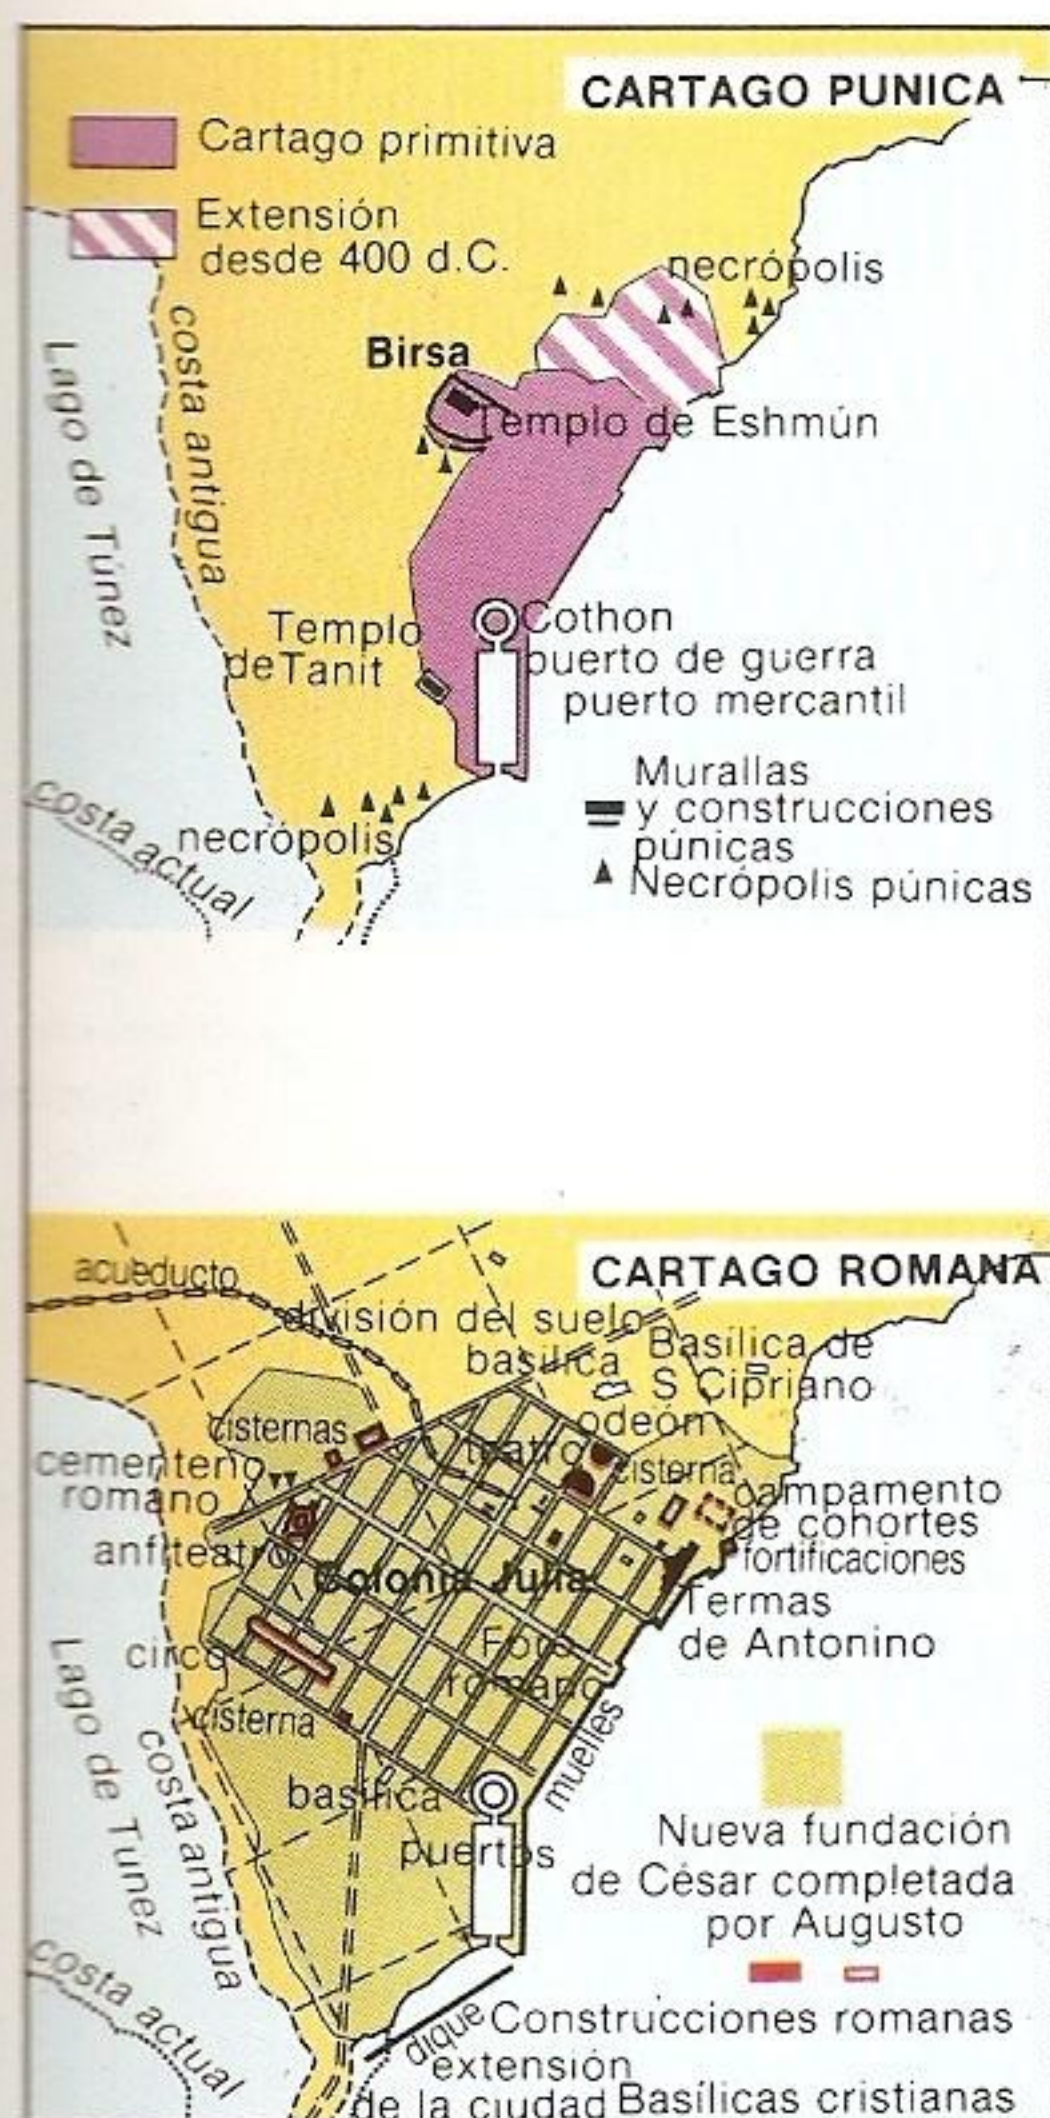 CARTAGO PUNICA
Cartago primitiva
Extensión
desde 400 d.C.
necrópolis
Birsa
Templo de Eshmún
costa antigua
Lago de Túnez
Templo
de Tanit
Cothon
puerto de guerra
puerto mercantil
Murallas
y construcciones
púnicas
Necrópolis púnicas
necrópolis
costa actual
CARTAGO ROMANA
acueducto
división del suelo
basílica
Basílica de
S Cipriano
odeón
teatro
cisternas
cisterna
cementerio
romano
campamento
de cohortes
fortificaciones
anfiteatro
Colonia Julia
Termas
de Antonino
circo
Foro
romano
cisterna
muelles
Lago de Túnez
costa antigua
basílica
puertos
Nueva fundación
de César completada
por Augusto
costa actual
dique
Construcciones romanas
extensión
de la ciudad
Basílicas cristianas